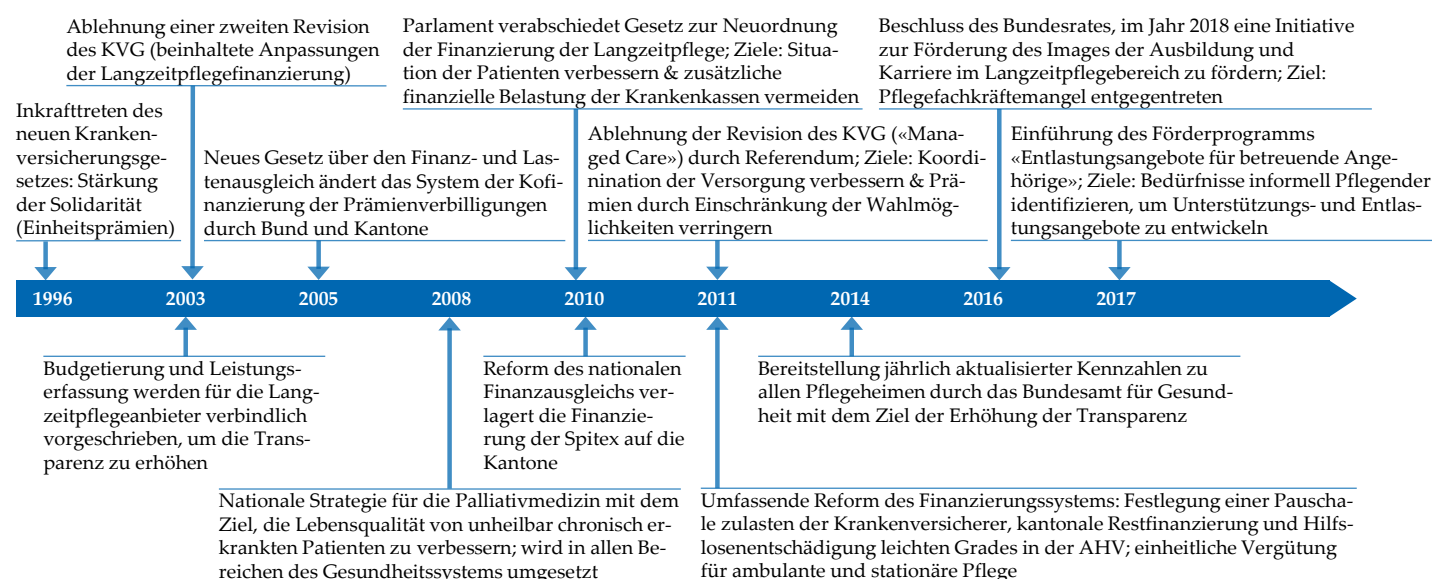 Ablehnung einer zweiten Revision
des KVG (beinhaltete Anpassungen
der Langzeitpflegefinanzierung)
Parlament verabschiedet Gesetz zur Neuordnung
der Finanzierung der Langzeitpflege; Ziele: Situa-
tion der Patienten verbessern & zusätzliche
finanzielle Belastung der Krankenkassen vermeiden
Beschluss des Bundesrates, im Jahr 2018 eine Initiative
zur Förderung des Images der Ausbildung und
Karriere im Langzeitpflegebereich zu fördern; Ziel:
Pflegefachkräftemangel entgegentreten
Inkrafttreten des
neuen Kranken-
versicherungsge-
setzes: Stärkung
der Solidarität
(Einheitsprämien)
Neues Gesetz über den Finanz- und Las-
tenausgleich ändert das System der Kofi-
nanzierung der Prämienverbilligungen
durch Bund und Kantone
Ablehnung der Revision des KVG («Mana-
ged Care») durch Referendum; Ziele: Koordi-
nination der Versorgung verbessern & Prä-
mien durch Einschränkung der Wahlmög-
lichkeiten verringern
Einführung des Förderprogramms
«Entlastungsangebote für betreuende Ange-
hörige»; Ziele: Bedürfnisse informell Pflegender
identifizieren, um Unterstützungs- und Entlas-
tungsangebote zu entwickeln
1996 2003 2005 2008 2010 2011 2014 2016 2017
Budgetierung und Leistungs-
erfassung werden für die Lang-
zeitpflegeanbieter verbindlich
vorgeschrieben, um die Trans-
parenz zu erhöhen
Reform des nationalen
Finanzausgleichs ver-
lagert die Finanzie-
rung der Spitex auf die
Kantone
Bereitstellung jährlich aktualisierter Kennzahlen zu
allen Pflegeheimen durch das Bundesamt für Gesund-
heit mit dem Ziel der Erhöhung der Transparenz
Nationale Strategie für die Palliativmedizin mit dem
Ziel, die Lebensqualität von unheilbar chronisch er-
krankten Patienten zu verbessern; wird in allen Be-
reichen des Gesundheitssystems umgesetzt
Umfassende Reform des Finanzierungssystems: Festlegung einer Pauscha-
le zulasten der Krankenversicherer, kantonale Restfinanzierung und Hilfs-
losenentschädigung leichten Grades in der AHV; einheitliche Vergütung
für ambulante und stationäre Pflege